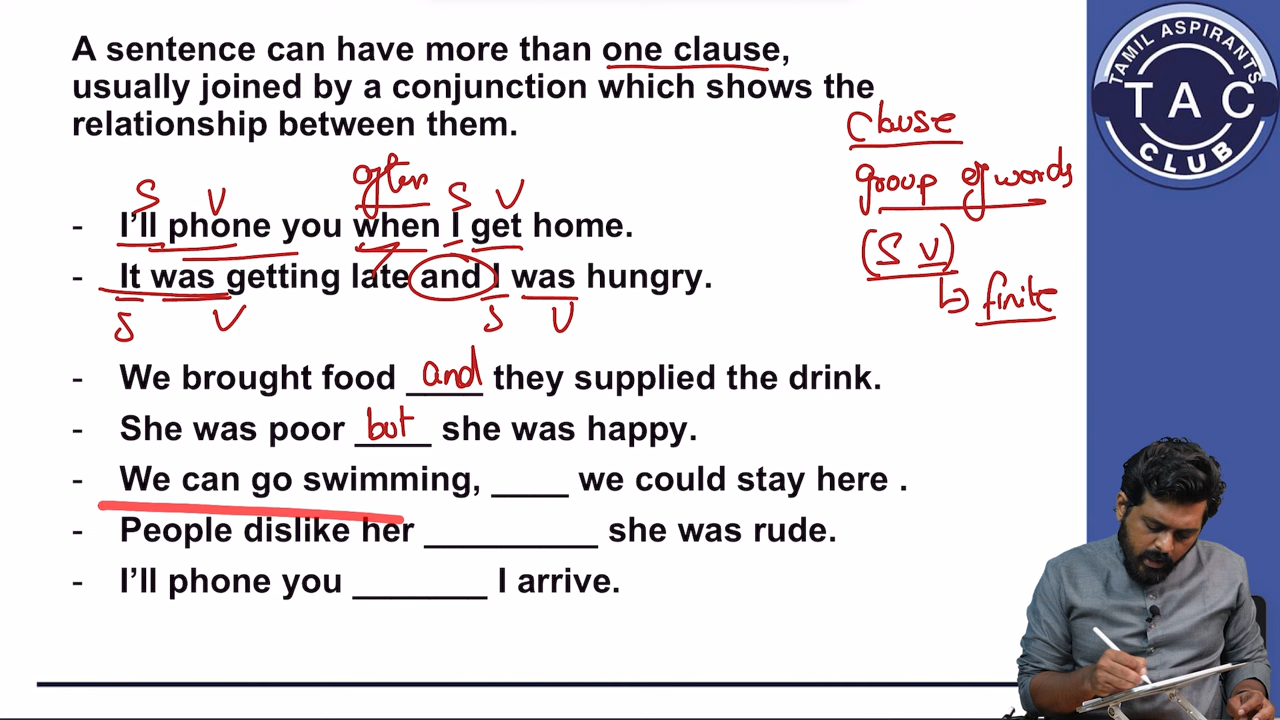 A sentence can have more than one clause,
usually joined by a conjunction which shows the
relationship between them.
clause
group of words
(S V)
↳ finite
S V S V
- I'll phone you when I get home.
- It was getting late and I was hungry.
S V S V
- We brought food and they supplied the drink.
- She was poor but she was happy.
- We can go swimming, ____ we could stay here .
- People dislike her _________ she was rude.
- I'll phone you _______ I arrive.
TAMIL ASPIRANTS
TAC
CLUB